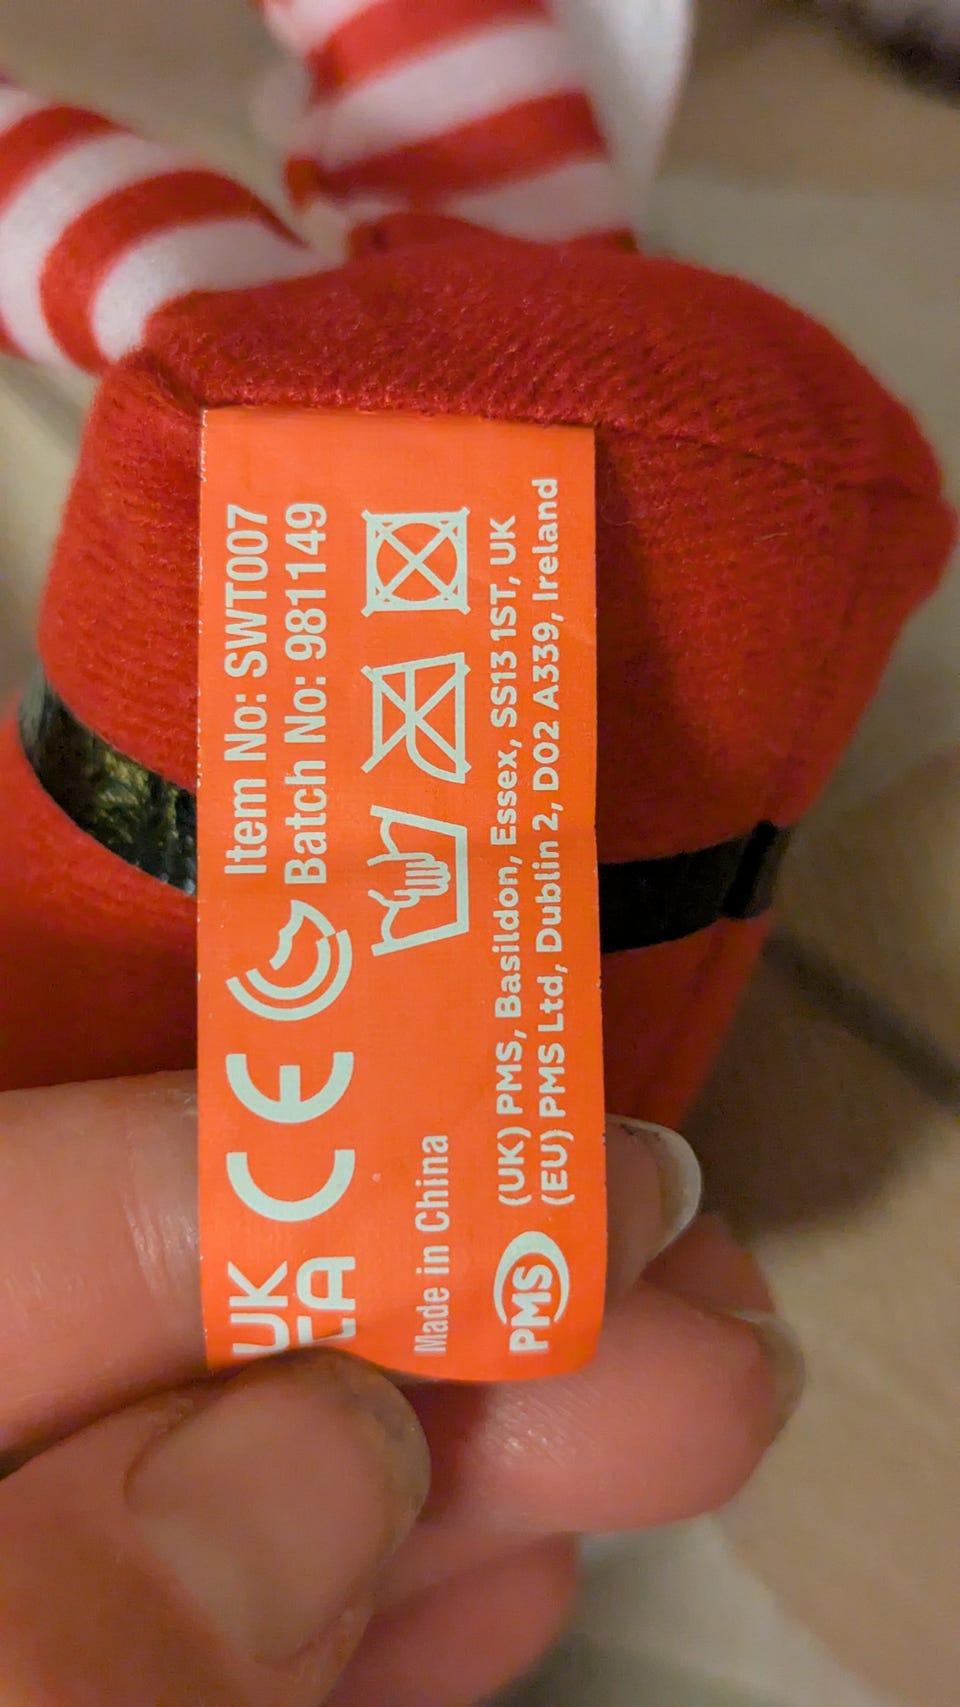 Item No: SWT007
Batch No: 981149
UK
CA
CE
Made in China
PMS
(UK) PMS, Basildon, Essex, SS13 1ST, UK
(EU) PMS Ltd, Dublin 2, D02 A339, Ireland